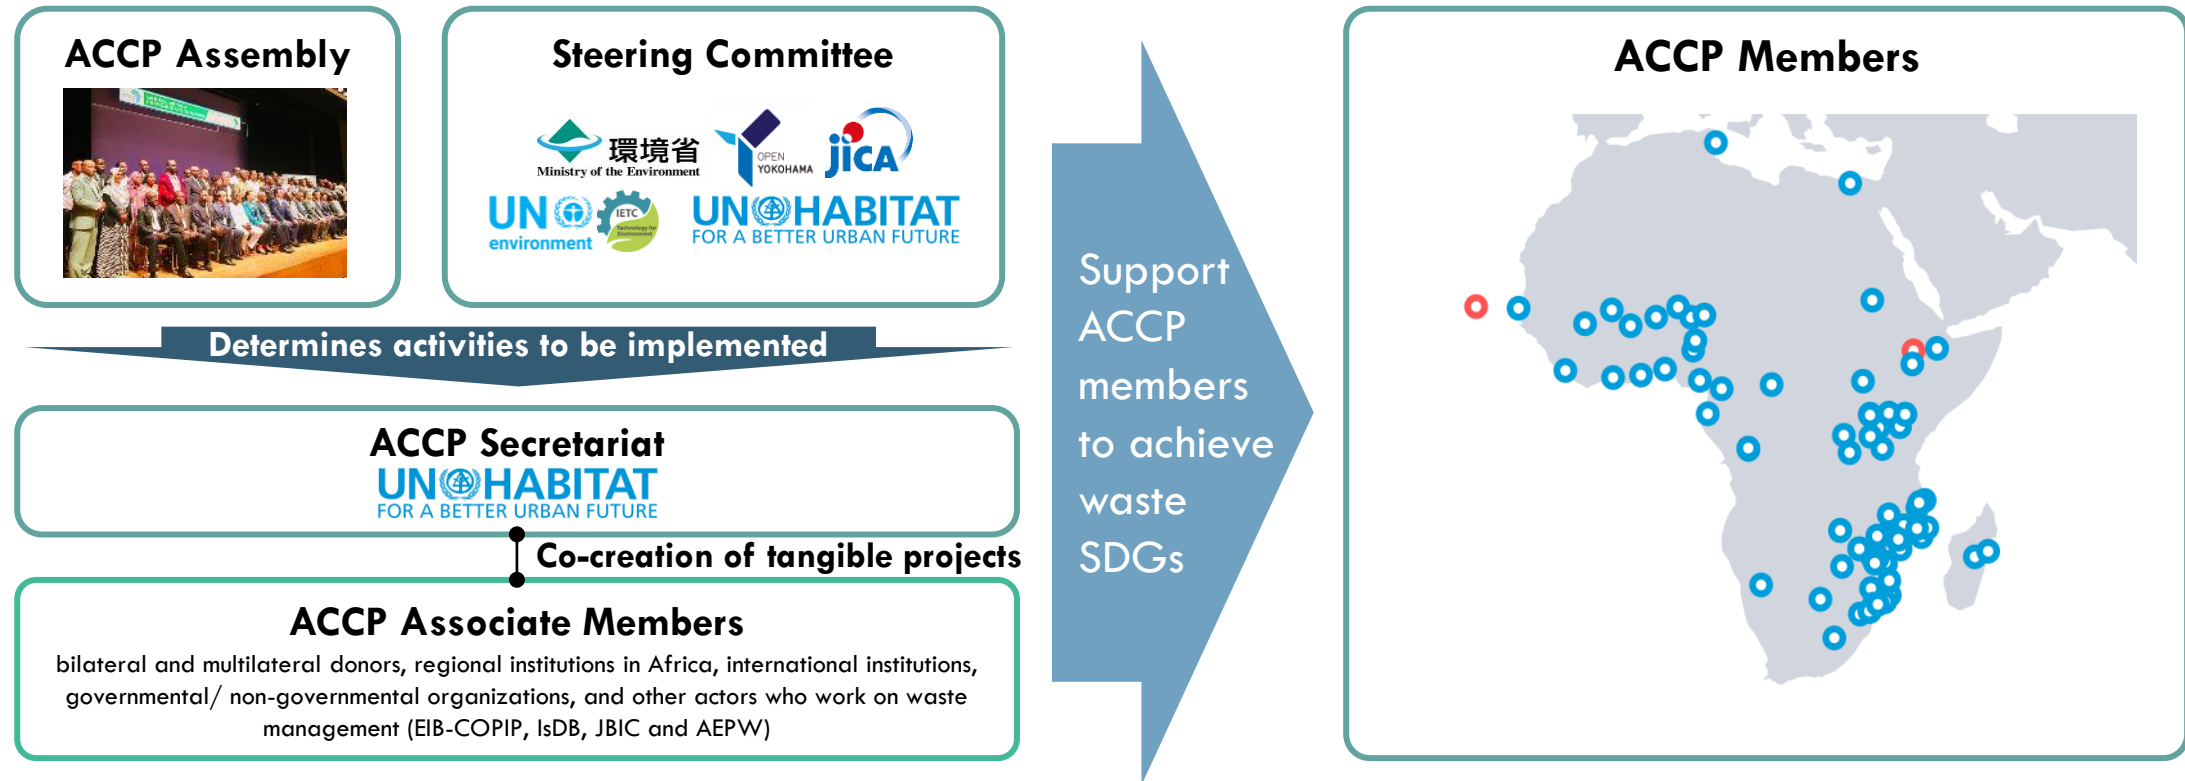 ACCP Assembly
Steering Committee
環境省
Ministry of the Environment
OPEN
YOKOHAMA
jICA
UN
environment
IETC
Technology for
Environment
UN HABITAT
FOR A BETTER URBAN FUTURE
Determines activities to be implemented
ACCP Secretariat
UN HABITAT
FOR A BETTER URBAN FUTURE
Co-creation of tangible projects
ACCP Associate Members
bilateral and multilateral donors, regional institutions in Africa, international institutions,
governmental/ non-governmental organizations, and other actors who work on waste
management (EIB-COPIP, IsDB, JBIC and AEPW)
Support
ACCP
members
to achieve
waste
SDGs
ACCP Members